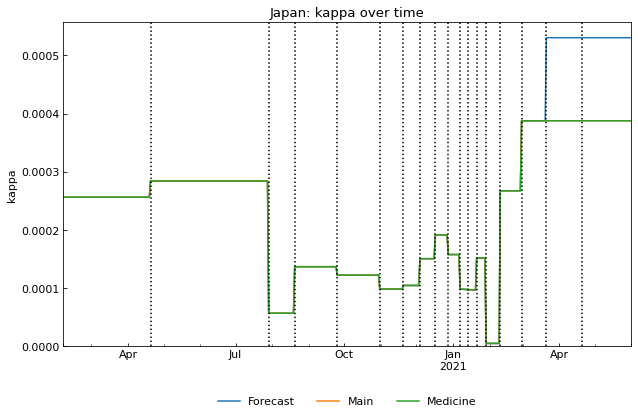 Japan: kappa over time
kappa
0.0005
0.0004
0.0003
0.0002
0.0001
0.0000
Apr Jul Oct Jan Apr
2021
Forecast Main Medicine